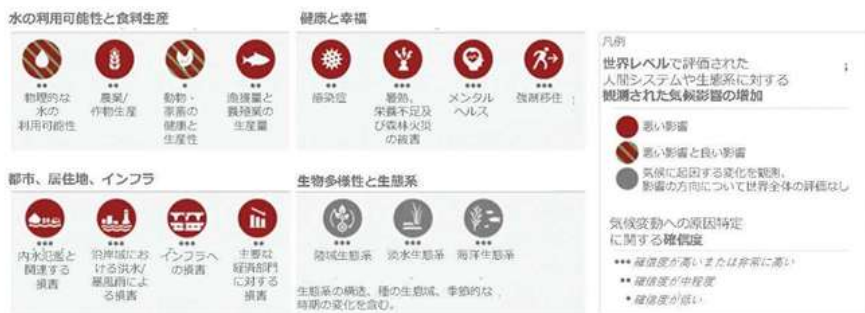 水の利用可能性と食料生産
物理的な
水の
利用可能性
農業/
作物生産
動物・
家畜の
健康と
生産性
漁獲量と
養殖業の
生産量
健康と幸福
感染症
暑熱、
栄養不足及
び森林火災
の被害
メンタル
ヘルス
強制移住
都市、居住地、インフラ
内水氾濫と
関連する
損害
沿岸域にお
ける洪水/
暴風雨によ
る損害
インフラへ
の損害
主要な
経済部門
に対する
損害
生物多様性と生態系
陸域生態系
淡水生態系
海洋生態系
生態系の構造、種の生息域、季節的な
時期の変化を含む。
凡例
世界レベルで評価された
人間システムや生態系に対する
観測された気候影響の増加
悪い影響
悪い影響と良い影響
気候に起因する変化を観測、
影響の方向について世界全体の評価なし
気候変動への原因特定
に関する確信度
••• 確信度が高いまたは非常に高い
•• 確信度が中程度
• 確信度が低い